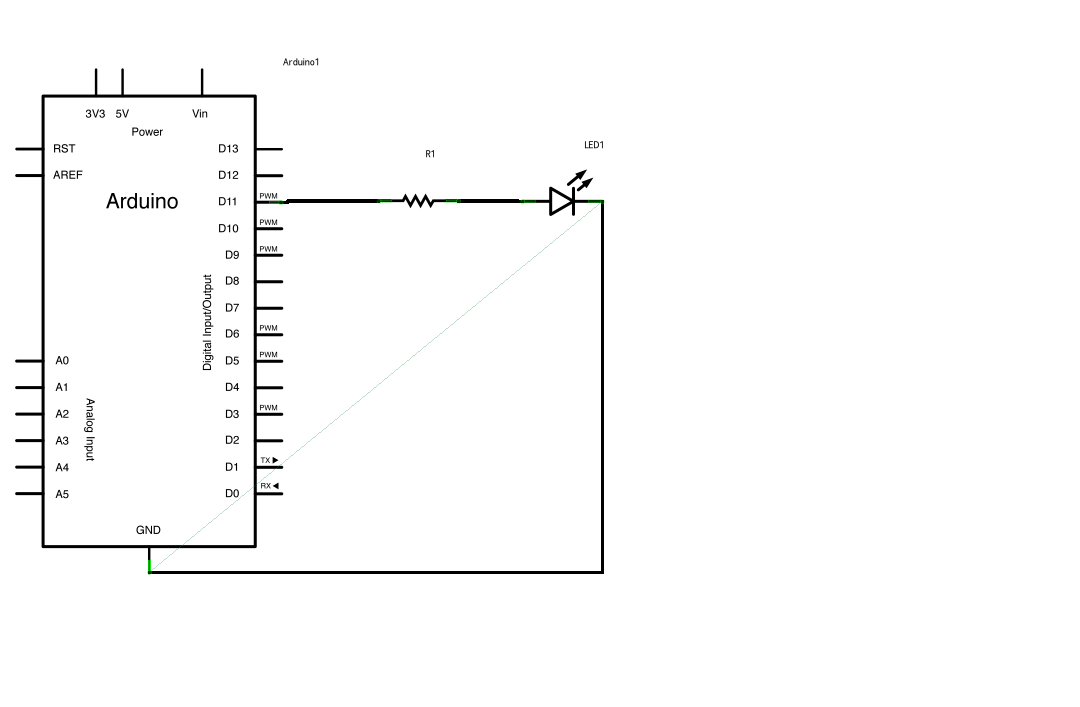 Arduino1
3V3 5V Vin
Power
RST
AREF
Arduino
D13
D12
D11 PWM
D10 PWM
D9 PWM
D8
D7
D6 PWM
D5 PWM
D4
D3 PWM
D2
D1 TX
D0 RX
Digital Input/Output
A0
A1
A2
A3
A4
A5
Analog Input
GND
R1
LED1